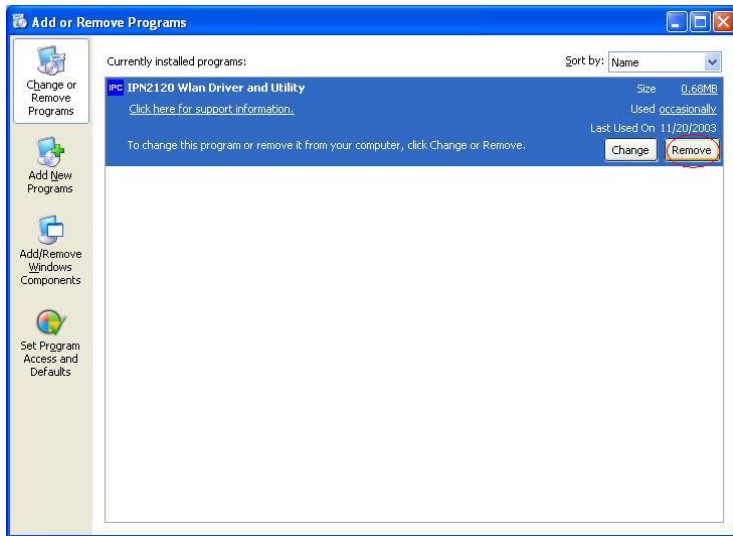 Add or Remove Programs
Change or
Remove
Programs
Add New
Programs
Add/Remove
Windows
Components
Set Program
Access and
Defaults
Currently installed programs:
Sort by: Name
IPC IPN2120 Wlan Driver and Utility
Size 0.68MB
Click here for support information.
Used occasionally
Last Used On 11/20/2003
To change this program or remove it from your computer, click Change or Remove.
Change Remove